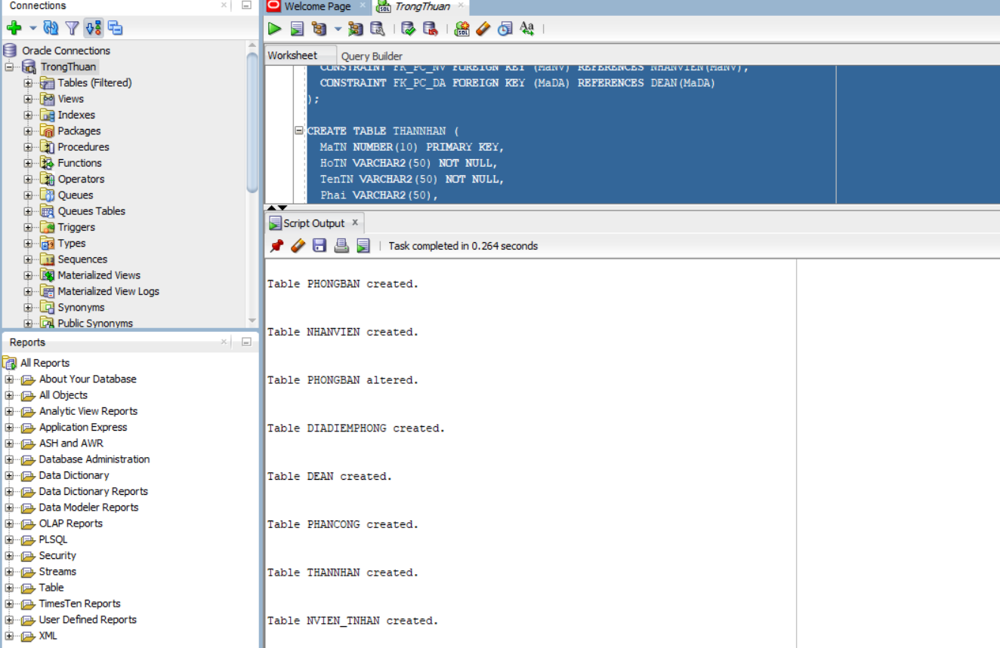 Connections
Oracle Connections
TrongThuan
Tables (Filtered)
Views
Indexes
Packages
Procedures
Functions
Operators
Queues
Queues Tables
Triggers
Types
Sequences
Materialized Views
Materialized View Logs
Synonyms
Public Synonyms
Reports
All Reports
About Your Database
All Objects
Analytic View Reports
Application Express
ASH and AWR
Database Administration
Data Dictionary
Data Dictionary Reports
Data Modeler Reports
OLAP Reports
PLSQL
Security
Streams
Table
TimesTen Reports
User Defined Reports
XML
Welcome Page
TrongThuan
Worksheet Query Builder
CONSTRAINT FK_PC_NV FOREIGN KEY (MaNV) REFERENCES NHANVIEN(MaNV),
CONSTRAINT FK_PC_DA FOREIGN KEY (MaDA) REFERENCES DEAN(MaDA)
);
CREATE TABLE THANNHAN (
MaTN NUMBER(10) PRIMARY KEY,
HoTN VARCHAR2(50) NOT NULL,
TenTN VARCHAR2(50) NOT NULL,
Phai VARCHAR2(50),
Script Output x
Task completed in 0.264 seconds
Table PHONGBAN created.
Table NHANVIEN created.
Table PHONGBAN altered.
Table DIADIEMPHONG created.
Table DEAN created.
Table PHANCONG created.
Table THANNHAN created.
Table NVIEN_TNHAN created.